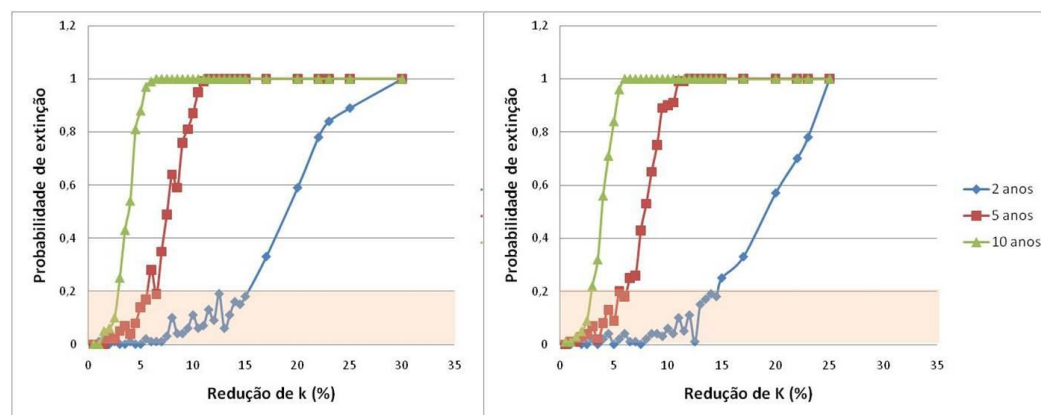 1,2
1
0,8
0,6
0,4
0,2
0
0 5 10 15 20 25 30 35
Probabilidade de extinção
Redução de k (%)
1,2
1
0,8
0,6
0,4
0,2
0
0 5 10 15 20 25 30 35
Probabilidade de extinção
Redução de K (%)
2 anos
5 anos
10 anos